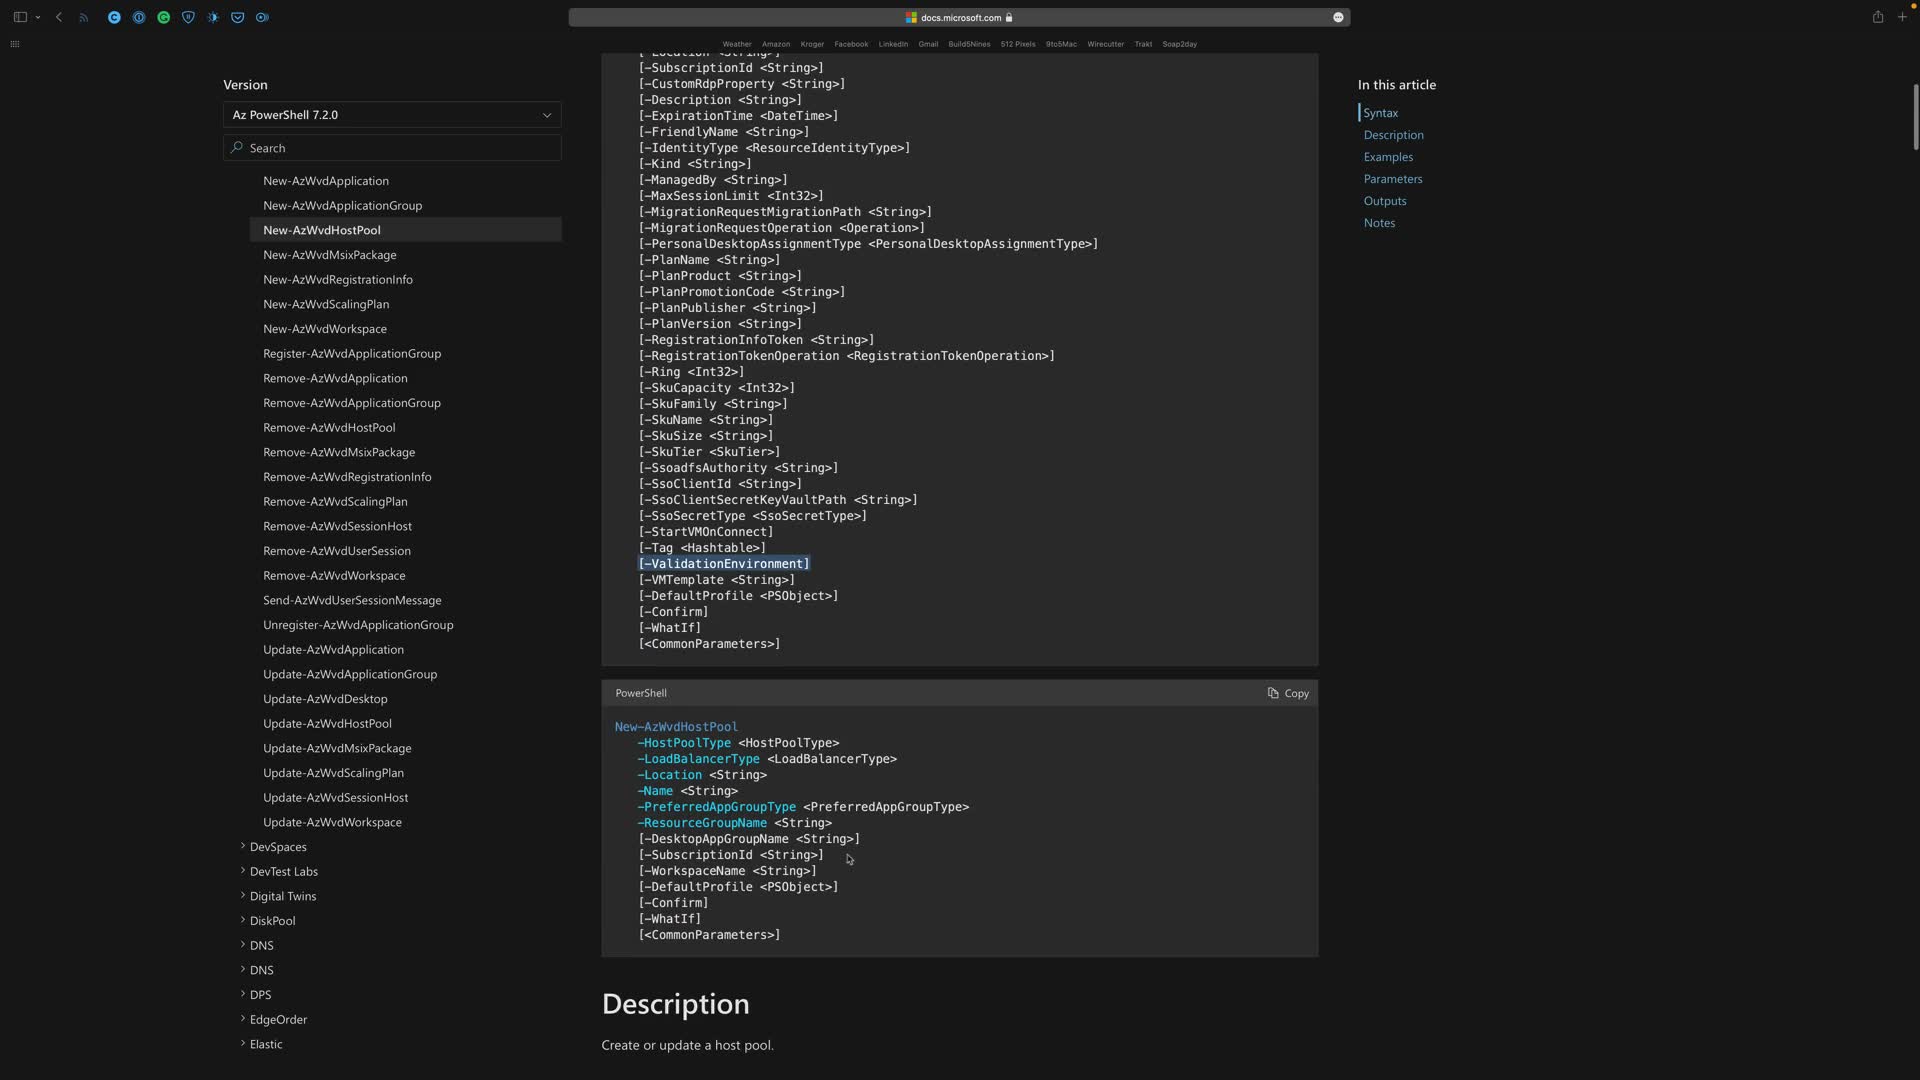 docs.microsoft.com
Weather Amazon Kroger Facebook LinkedIn Gmail Build5Nines 512 Pixels 9to5Mac Wirecutter Trakt Soap2day
Version
Az PowerShell 7.2.0
Search
New-AzWvdApplication
New-AzWvdApplicationGroup
New-AzWvdHostPool
New-AzWvdMsixPackage
New-AzWvdRegistrationInfo
New-AzWvdScalingPlan
New-AzWvdWorkspace
Register-AzWvdApplicationGroup
Remove-AzWvdApplication
Remove-AzWvdApplicationGroup
Remove-AzWvdHostPool
Remove-AzWvdMsixPackage
Remove-AzWvdRegistrationInfo
Remove-AzWvdScalingPlan
Remove-AzWvdSessionHost
Remove-AzWvdUserSession
Remove-AzWvdWorkspace
Send-AzWvdUserSessionMessage
Unregister-AzWvdApplicationGroup
Update-AzWvdApplication
Update-AzWvdApplicationGroup
Update-AzWvdDesktop
Update-AzWvdHostPool
Update-AzWvdMsixPackage
Update-AzWvdScalingPlan
Update-AzWvdSessionHost
Update-AzWvdWorkspace
DevSpaces
DevTest Labs
Digital Twins
DiskPool
DNS
DNS
DPS
EdgeOrder
Elastic
[-Location <String>]
[-SubscriptionId <String>]
[-CustomRdpProperty <String>]
[-Description <String>]
[-ExpirationTime <DateTime>]
[-FriendlyName <String>]
[-IdentityType <ResourceIdentityType>]
[-Kind <String>]
[-ManagedBy <String>]
[-MaxSessionLimit <Int32>]
[-MigrationRequestMigrationPath <String>]
[-MigrationRequestOperation <Operation>]
[-PersonalDesktopAssignmentType <PersonalDesktopAssignmentType>]
[-PlanName <String>]
[-PlanProduct <String>]
[-PlanPromotionCode <String>]
[-PlanPublisher <String>]
[-PlanVersion <String>]
[-RegistrationInfoToken <String>]
[-RegistrationTokenOperation <RegistrationTokenOperation>]
[-Ring <Int32>]
[-SkuCapacity <Int32>]
[-SkuFamily <String>]
[-SkuName <String>]
[-SkuSize <String>]
[-SkuTier <SkuTier>]
[-SsoadfsAuthority <String>]
[-SsoClientId <String>]
[-SsoClientSecretKeyVaultPath <String>]
[-SsoSecretType <SsoSecretType>]
[-StartVMOnConnect]
[-Tag <Hashtable>]
[-ValidationEnvironment]
[-VMTemplate <String>]
[-DefaultProfile <PSObject>]
[-Confirm]
[-WhatIf]
[<CommonParameters>]
PowerShell
Copy
New-AzWvdHostPool
-HostPoolType <HostPoolType>
-LoadBalancerType <LoadBalancerType>
-Location <String>
-Name <String>
-PreferredAppGroupType <PreferredAppGroupType>
-ResourceGroupName <String>
[-DesktopAppGroupName <String>]
[-SubscriptionId <String>]
[-WorkspaceName <String>]
[-DefaultProfile <PSObject>]
[-Confirm]
[-WhatIf]
[<CommonParameters>]
Description
Create or update a host pool.
In this article
Syntax
Description
Examples
Parameters
Outputs
Notes